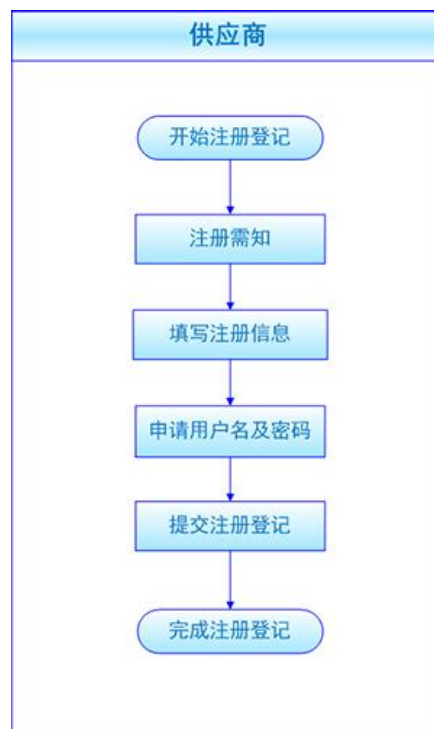 供应商
开始注册登记
注册需知
填写注册信息
申请用户名及密码
提交注册登记
完成注册登记